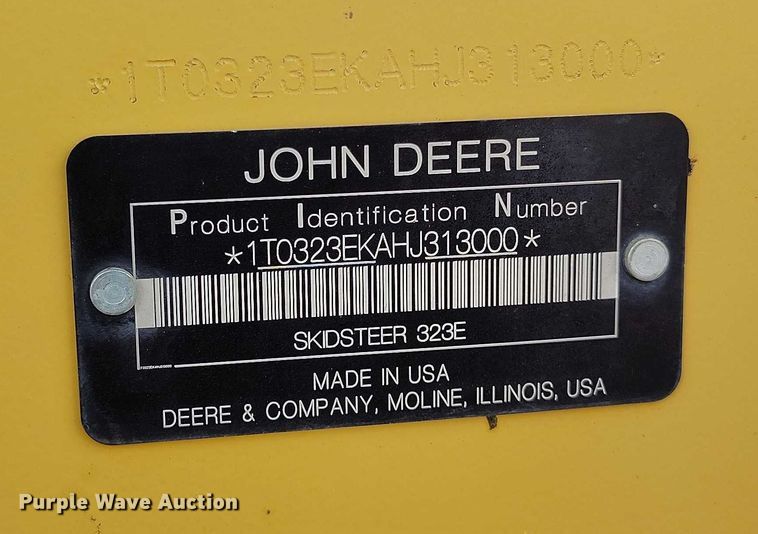 *1T0323EKAHJ313000*
JOHN DEERE
Product Identification Number
*1T0323EKAHJ313000*
SKIDSTEER 323E
MADE IN USA
DEERE & COMPANY, MOLINE, ILLINOIS, USA
Purple Wave Auction